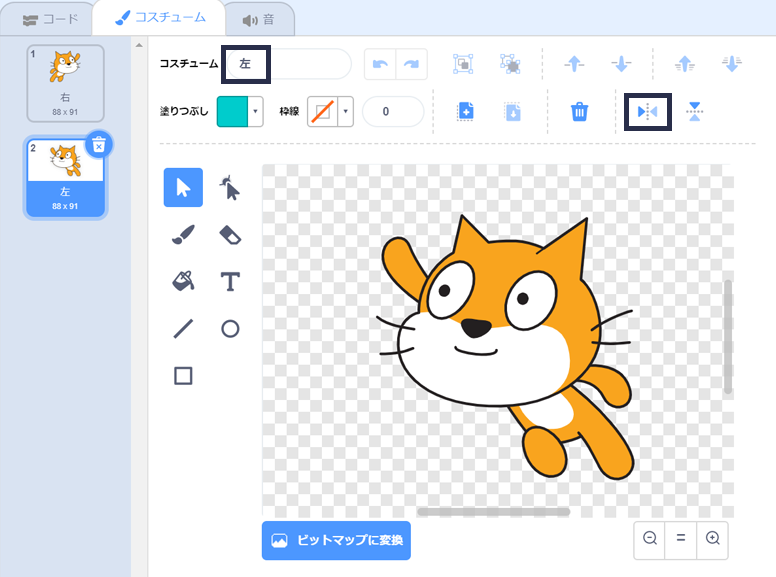 コード コスチューム 音
1
右
88 x 91
2
左
88 x 91
コスチューム 左
塗りつぶし 枠線 0
T
ビットマップに変換